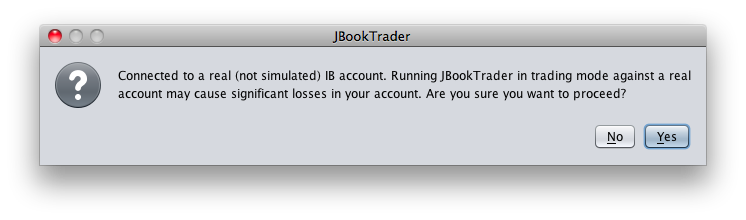 JBookTrader
Connected to a real (not simulated) IB account. Running JBookTrader in trading mode against a real
account may cause significant losses in your account. Are you sure you want to proceed?
No Yes